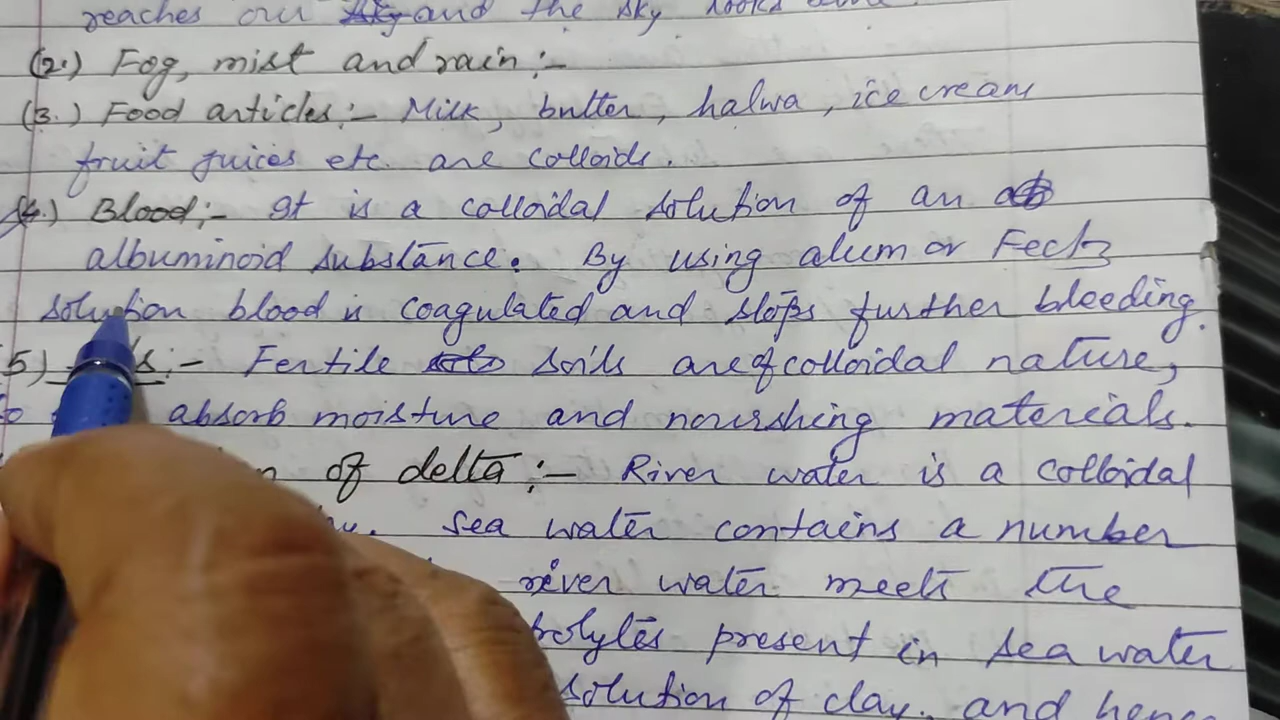 reaches our and the sky looks
(2.) Fog, mist and rain :-
(3.) Food articles :- Milk, butter, halwa, ice cream
fruit juices etc. are colloids.
(4.) Blood :- It is a colloidal solution of an
albuminoid substance. By using alum or FeCl3
solution blood is coagulated and stops further bleeding.
5) :- Fertile soils are of colloidal nature,
absorb moisture and nourshing materials.
of delta :- River water is a colloidal
Sea water contains a number
river water meets the
present in sea water
solution of clay. and hence